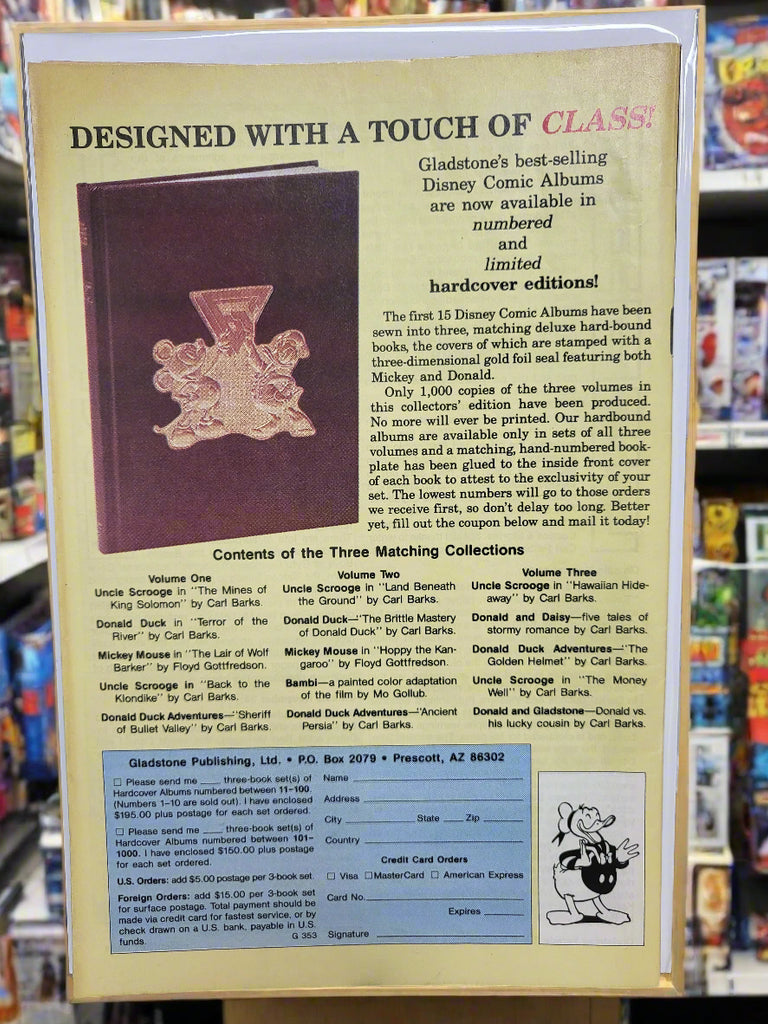 DESIGNED WITH A TOUCH OF CLASS!
Gladstone's best-selling
Disney Comic Albums
are now available in
numbered
and
limited
hardcover editions!
The first 15 Disney Comic Albums have been
sewn into three, matching deluxe hard-bound
books, the covers of which are stamped with a
three-dimensional gold foil seal featuring both
Mickey and Donald.
Only 1,000 copies of the three volumes in
this collectors' edition have been produced.
No more will ever be printed. Our hardbound
albums are available only in sets of all three
volumes and a matching, hand-numbered book-
plate has been glued to the inside front cover
of each book to attest to the exclusivity of your
set. The lowest numbers will go to those orders
we receive first, so don't delay too long. Better
yet, fill out the coupon below and mail it today!
Contents of the Three Matching Collections
Volume One
Uncle Scrooge in "The Mines of
King Solomon" by Carl Barks.
Donald Duck in "Terror of the
River" by Carl Barks.
Mickey Mouse in "The Lair of Wolf
Barker" by Floyd Gottfredson.
Uncle Scrooge in "Back to the
Klondike" by Carl Barks.
Donald Duck Adventures—"Sheriff
of Bullet Valley" by Carl Barks.
Volume Two
Uncle Scrooge in "Land Beneath
the Ground" by Carl Barks.
Donald Duck—"The Brittle Mastery
of Donald Duck" by Carl Barks.
Mickey Mouse in "Hoppy the Kan-
garoo" by Floyd Gottfredson.
Bambi—a painted color adaptation
of the film by Mo Gollub.
Donald Duck Adventures—"Ancient
Persia" by Carl Barks.
Volume Three
Uncle Scrooge in "Hawaiian Hide-
away" by Carl Barks.
Donald and Daisy—five tales of
stormy romance by Carl Barks.
Donald Duck Adventures—"The
Golden Helmet" by Carl Barks.
Uncle Scrooge in "The Money
Well" by Carl Barks.
Donald and Gladstone—Donald vs.
his lucky cousin by Carl Barks.
Gladstone Publishing, Ltd. • P.O. Box 2079 • Prescott, AZ 86302
☐ Please send me ____ three-book set(s) of
Hardcover Albums numbered between 11-100.
(Numbers 1-10 are sold out). I have enclosed
$195.00 plus postage for each set ordered.
☐ Please send me ____ three-book set(s) of
Hardcover Albums numbered between 101-
1000. I have enclosed $150.00 plus postage
for each set ordered.
U.S. Orders: add $5.00 postage per 3-book set.
Foreign Orders: add $15.00 per 3-book set
for surface postage. Total payment should be
made via credit card for fastest service, or by
check drawn on a U.S. bank, payable in U.S.
funds. G 353
Name
Address
City State Zip
Country
Credit Card Orders
☐ Visa ☐ MasterCard ☐ American Express
Card No.
Expires
Signature